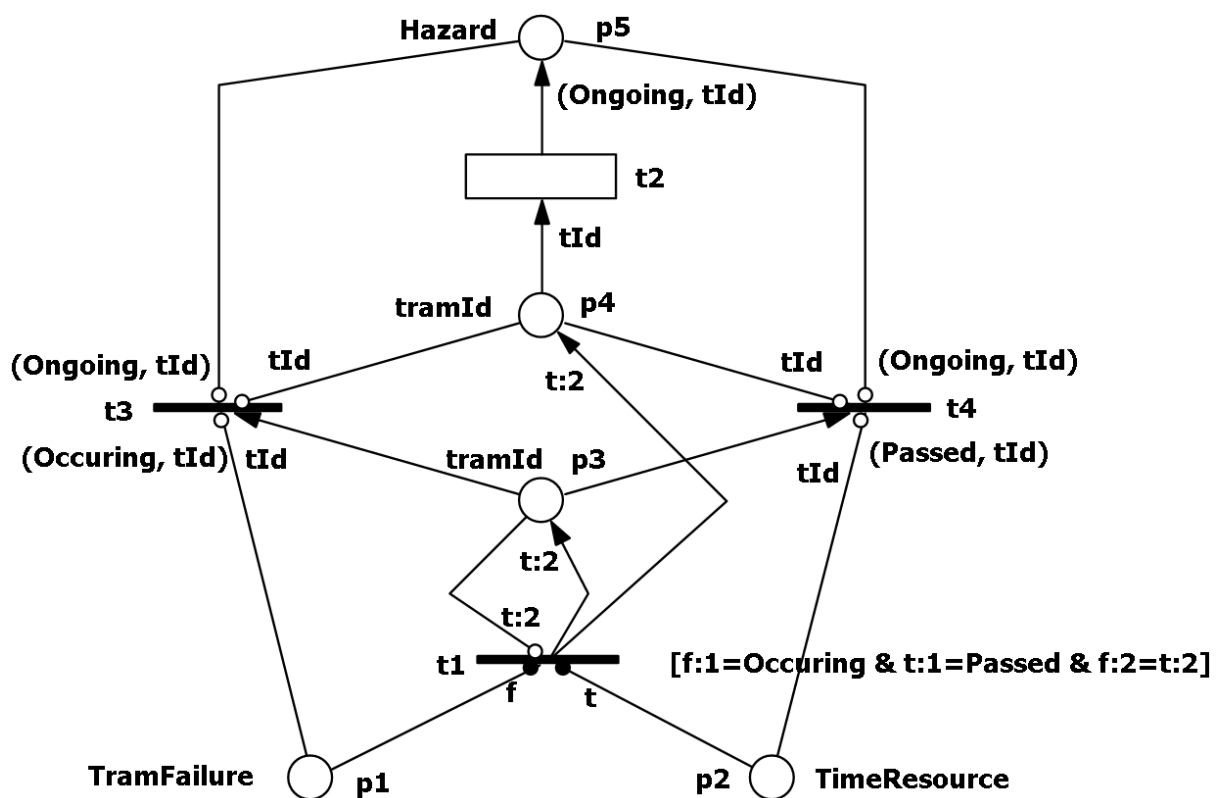 Hazard p5
(Ongoing, tId)
t2
tId
tramId p4
(Ongoing, tId) tId tId (Ongoing, tId)
t:2
t3 t4
(Occuring, tId) tId tramId p3 tId (Passed, tId)
t:2
t:2
t1 [f:1=Occuring & t:1=Passed & f:2=t:2]
f t
TramFailure p1 p2 TimeResource